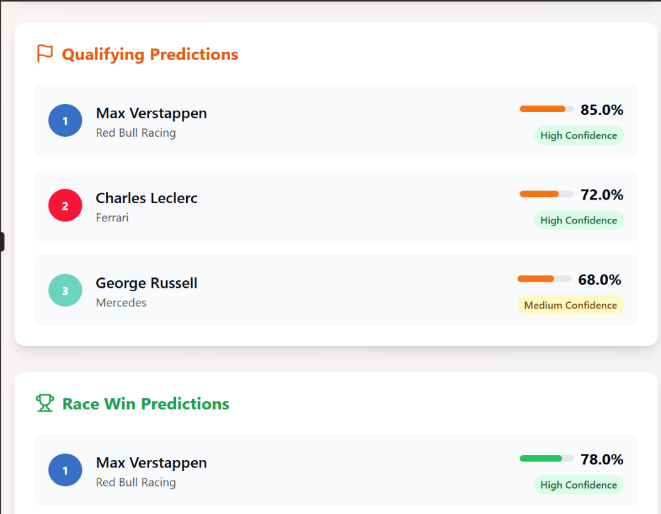 Qualifying Predictions
1
Max Verstappen
Red Bull Racing
85.0%
High Confidence
2
Charles Leclerc
Ferrari
72.0%
High Confidence
3
George Russell
Mercedes
68.0%
Medium Confidence
Race Win Predictions
1
Max Verstappen
Red Bull Racing
78.0%
High Confidence